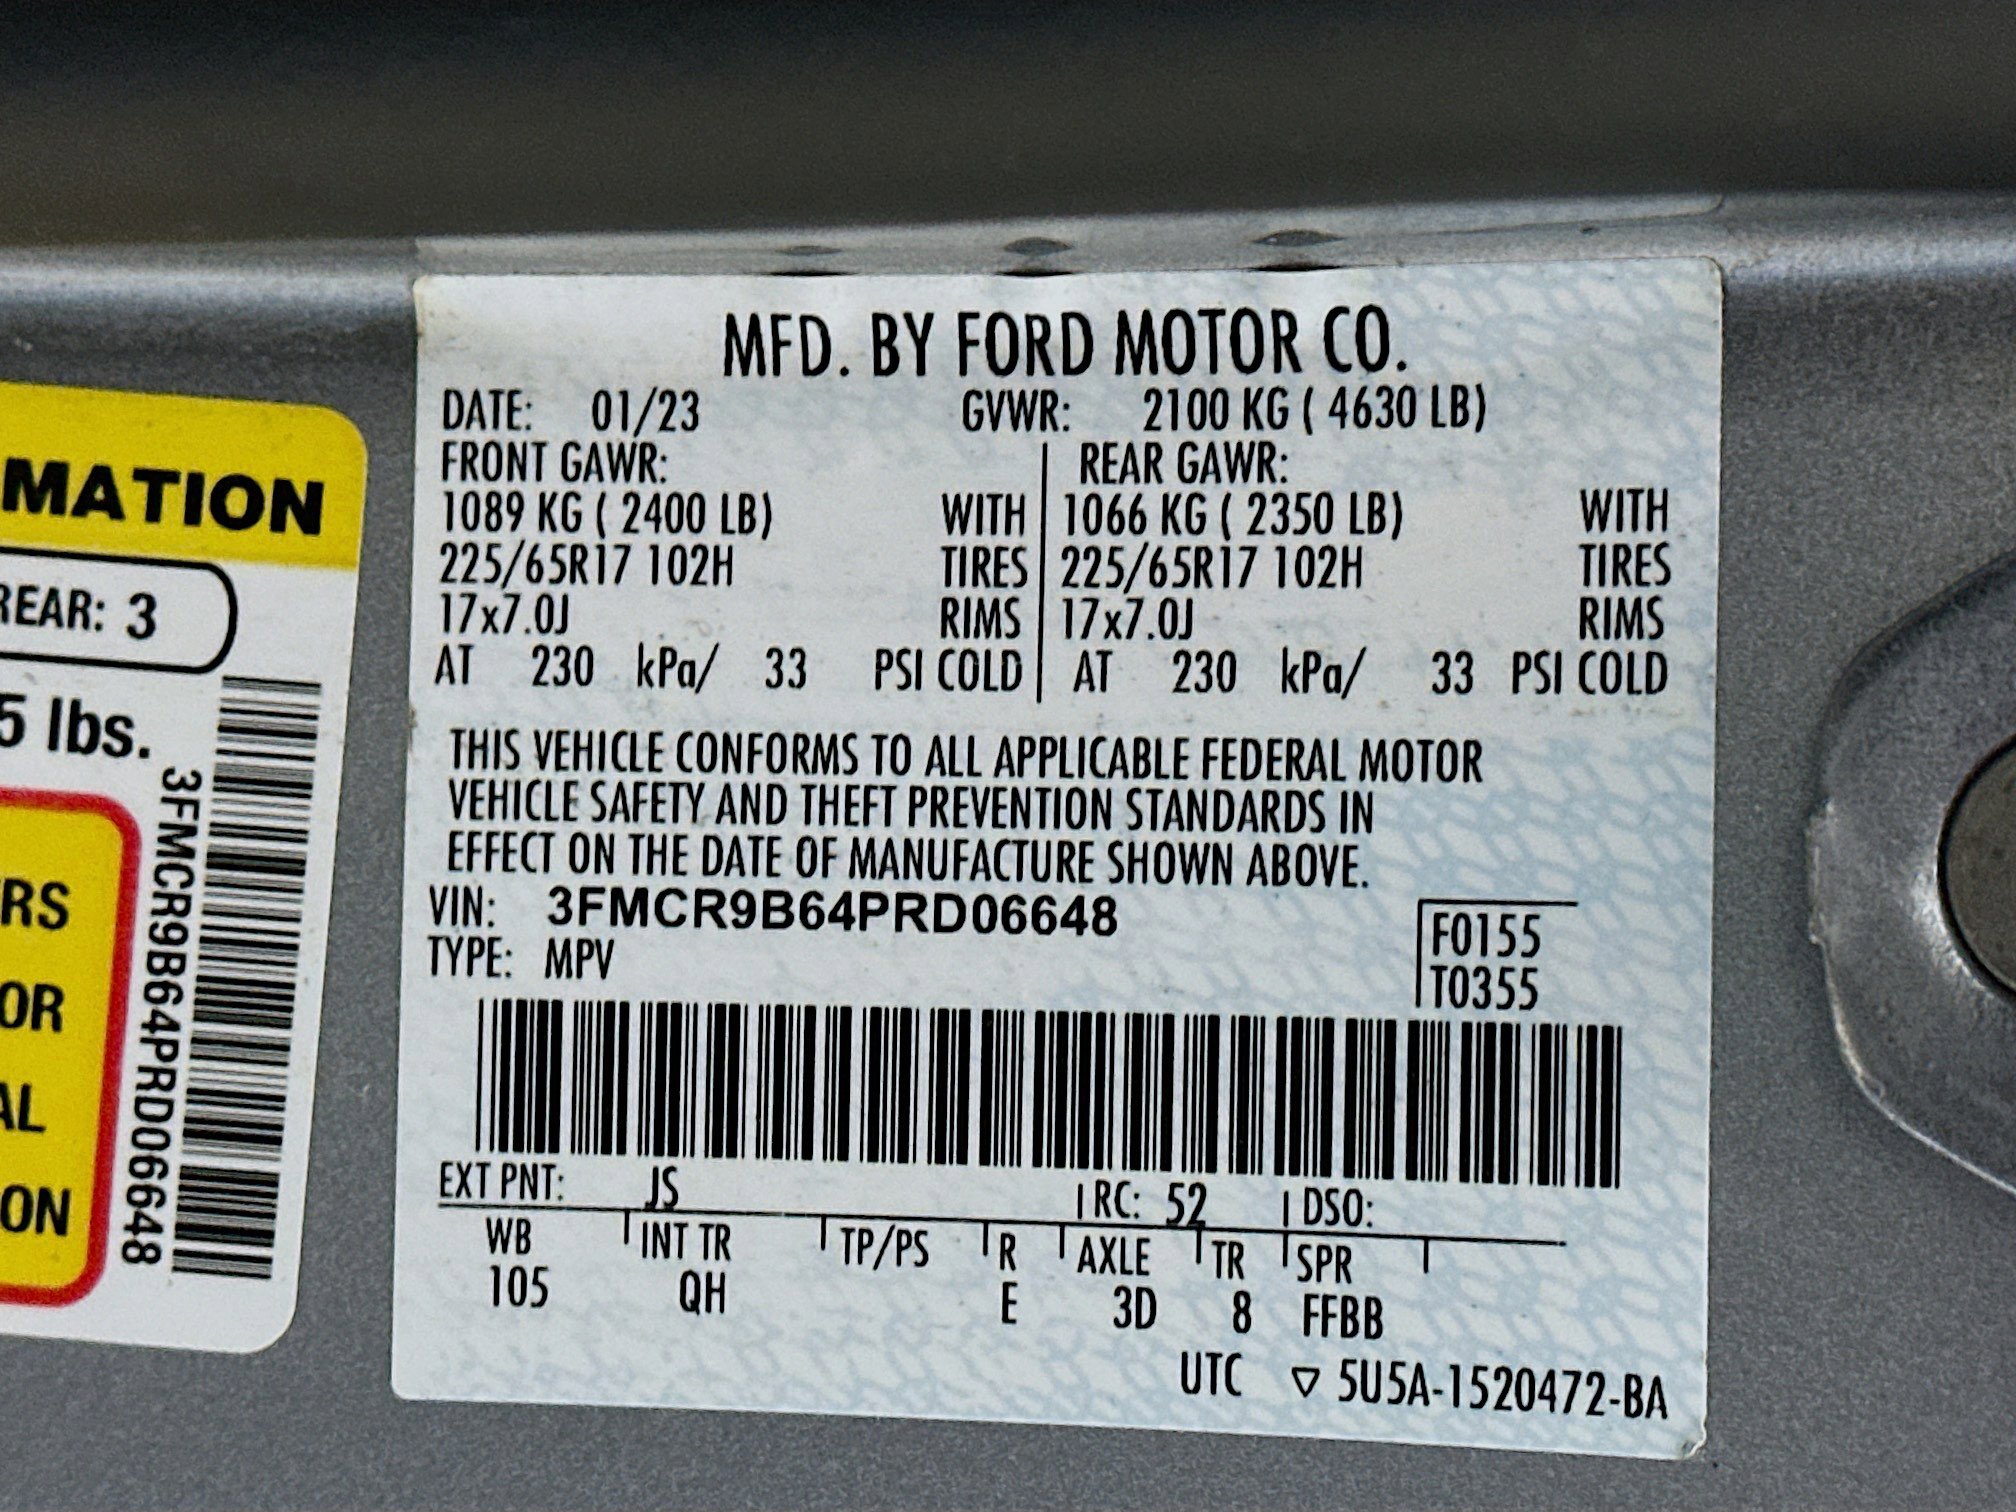 MFD. BY FORD MOTOR CO.
DATE: 01/23 GVWR: 2100 KG ( 4630 LB)
FRONT GAWR: REAR GAWR:
1089 KG ( 2400 LB) WITH 1066 KG ( 2350 LB) WITH
225/65R17 102H TIRES 225/65R17 102H TIRES
17x7.0J RIMS 17x7.0J RIMS
AT 230 kPa/ 33 PSI COLD AT 230 kPa/ 33 PSI COLD
THIS VEHICLE CONFORMS TO ALL APPLICABLE FEDERAL MOTOR
VEHICLE SAFETY AND THEFT PREVENTION STANDARDS IN
EFFECT ON THE DATE OF MANUFACTURE SHOWN ABOVE.
VIN: 3FMCR9B64PRD06648
TYPE: MPV
F0155
T0355
EXT PNT: JS RC: 52 DSO:
WB INT TR TP/PS R AXLE TR SPR
105 QH E 3D 8 FFBB
UTC ▽ 5U5A-1520472-BA
MATION
REAR: 3
5 lbs.
3FMCR9B64PRD06648
RS
OR
AL
ON